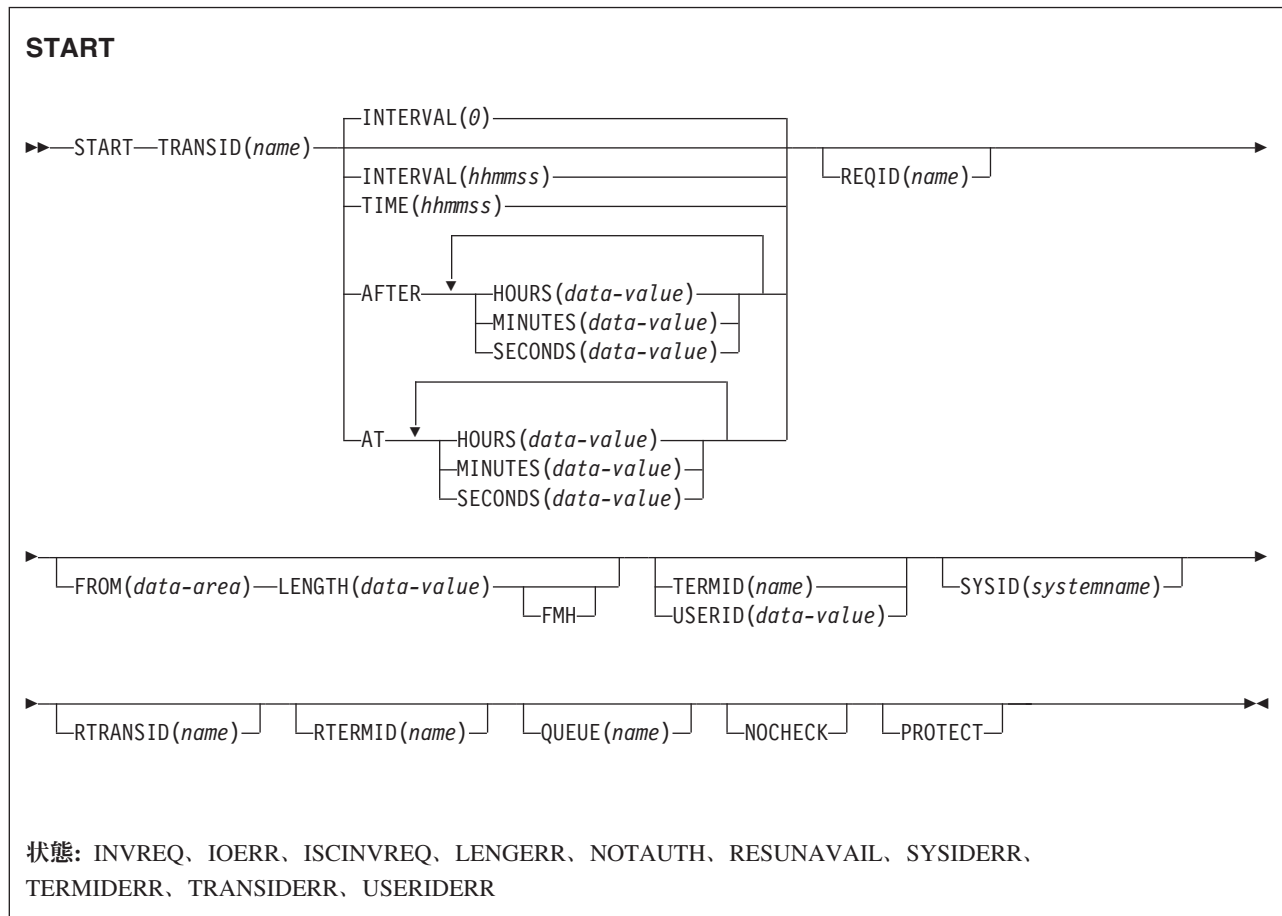 START
INTERVAL(0)
START TRANSID(name)
INTERVAL(hhmmss)
REQID(name)
TIME(hhmmss)
AFTER HOURS(data-value)
MINUTES(data-value)
SECONDS(data-value)
AT HOURS(data-value)
MINUTES(data-value)
SECONDS(data-value)
FROM(data-area) LENGTH(data-value) TERMID(name) SYSID(systemname)
FMH USERID(data-value)
RTRANSID(name) RTERMID(name) QUEUE(name) NOCHECK PROTECT
状態: INVREQ、IOERR、ISCINVREQ、LENGERR、NOTAUTH、RESUNAVAIL、SYSIDERR、
TERMIDERR、TRANSIDERR、USERIDERR